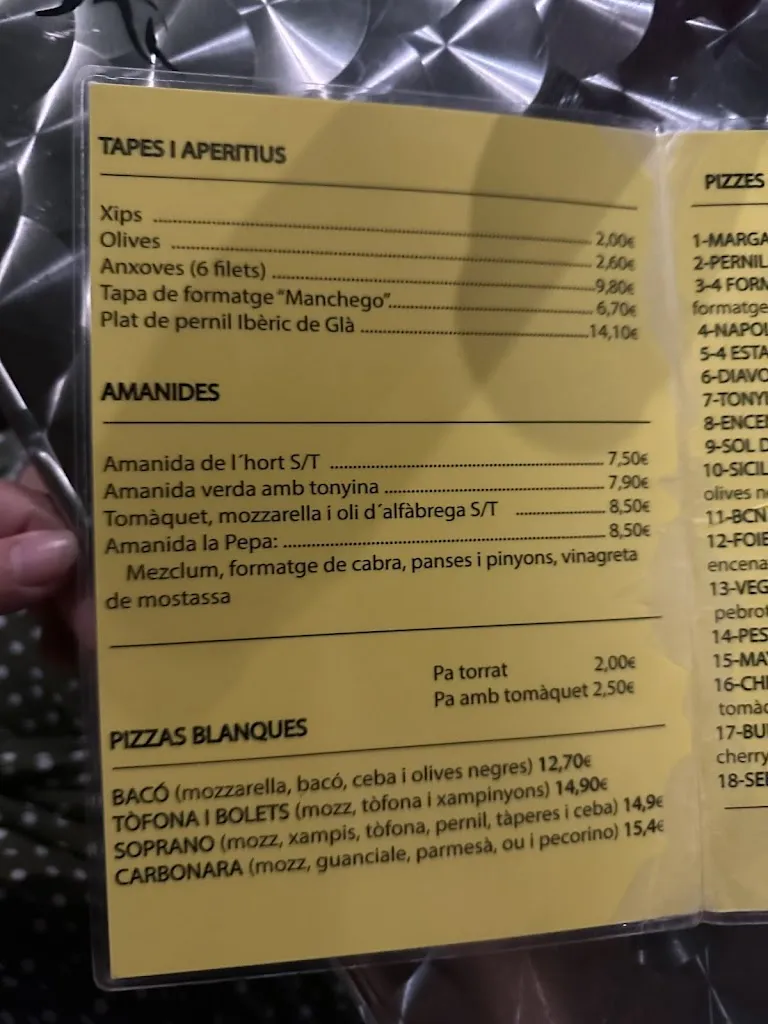 TAPES I APERITIUS
Xips 2,00€
Olives 2,60€
Anxoves (6 filets) 9,80€
Tapa de formatge "Manchego" 6,70€
Plat de pernil Ibèric de Glà 14,10€
AMANIDES
Amanida de l´hort S/T 7,50€
Amanida verda amb tonyina 7,90€
Tomàquet, mozzarella i oli d´alfàbrega S/T 8,50€
Amanida la Pepa: 8,50€
Mezclum, formatge de cabra, panses i pinyons, vinagreta
de mostassa
Pa torrat 2,00€
Pa amb tomàquet 2,50€
PIZZAS BLANQUES
BACÓ (mozzarella, bacó, ceba i olives negres) 12,70€
TÒFONA I BOLETS (mozz, tòfona i xampinyons) 14,90€
SOPRANO (mozz, xampis, tòfona, pernil, tàperes i ceba) 14,9€
CARBONARA (mozz, guanciale, parmesà, ou i pecorino) 15,4€
PIZZES
1-MARGA
2-PERNIL
3-4 FORM
formatge
4-NAPOL
5-4 ESTA
6-DIAVO
7-TONYI
8-ENCEN
9-SOL D
10-SICIL
olives n
11-BCN
12-FOIE
encena
13-VEG
pebrot
14-PES
15-MA
16-CHI
tomàq
17-BU
cherry
18-SE